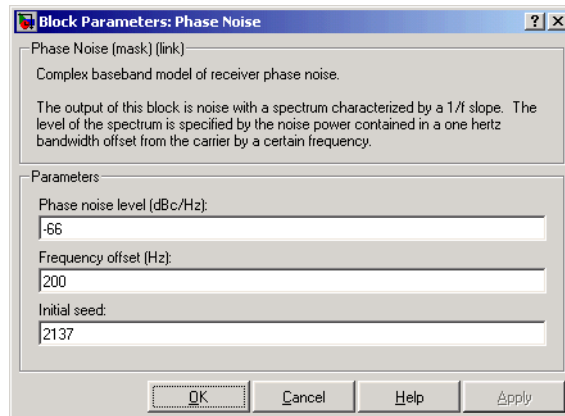 Block Parameters: Phase Noise
Phase Noise (mask) (link)
Complex baseband model of receiver phase noise.
The output of this block is noise with a spectrum characterized by a 1/f slope. The
level of the spectrum is specified by the noise power contained in a one hertz
bandwidth offset from the carrier by a certain frequency.
Parameters
Phase noise level (dBc/Hz):
-66
Frequency offset (Hz):
200
Initial seed:
2137
OK Cancel Help Apply